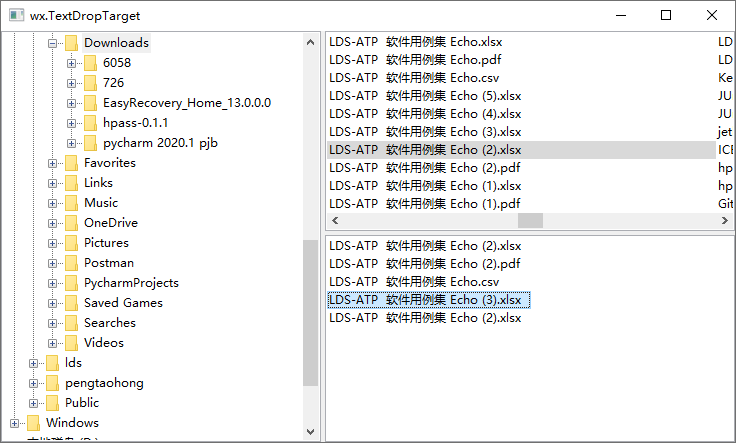 wx.TextDropTarget
Downloads
6058
726
EasyRecovery_Home_13.0.0.0
hpass-0.1.1
pycharm 2020.1 pjb
Favorites
Links
Music
OneDrive
Pictures
Postman
PycharmProjects
Saved Games
Searches
Videos
lds
pengtaohong
Public
Windows
LDS-ATP 软件用例集 Echo.xlsx LD
LDS-ATP 软件用例集 Echo.pdf LD
LDS-ATP 软件用例集 Echo.csv Ke
LDS-ATP 软件用例集 Echo (5).xlsx JU
LDS-ATP 软件用例集 Echo (4).xlsx JU
LDS-ATP 软件用例集 Echo (3).xlsx jet
LDS-ATP 软件用例集 Echo (2).xlsx ICE
LDS-ATP 软件用例集 Echo (2).pdf hp
LDS-ATP 软件用例集 Echo (1).xlsx hp
LDS-ATP 软件用例集 Echo (1).pdf Git
LDS-ATP 软件用例集 Echo (2).xlsx
LDS-ATP 软件用例集 Echo (2).pdf
LDS-ATP 软件用例集 Echo.csv
LDS-ATP 软件用例集 Echo (3).xlsx
LDS-ATP 软件用例集 Echo (2).xlsx